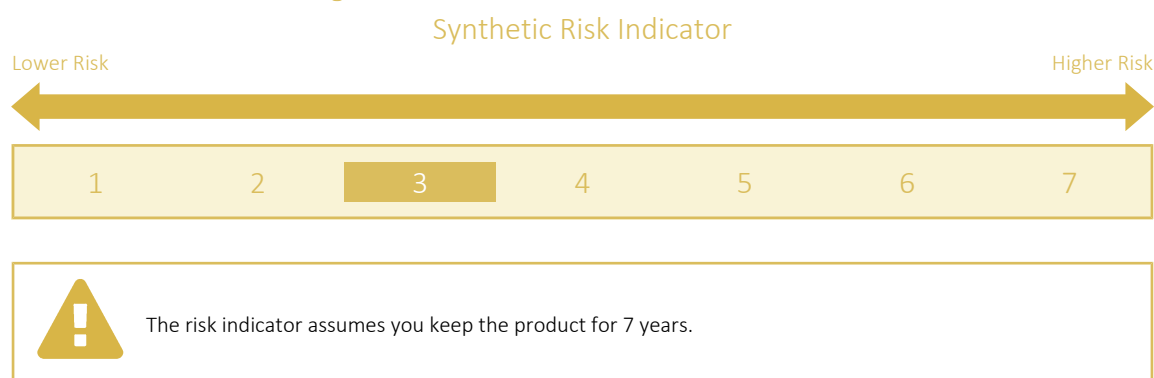 Synthetic Risk Indicator
Lower Risk Higher Risk
1 2 3 4 5 6 7
The risk indicator assumes you keep the product for 7 years.